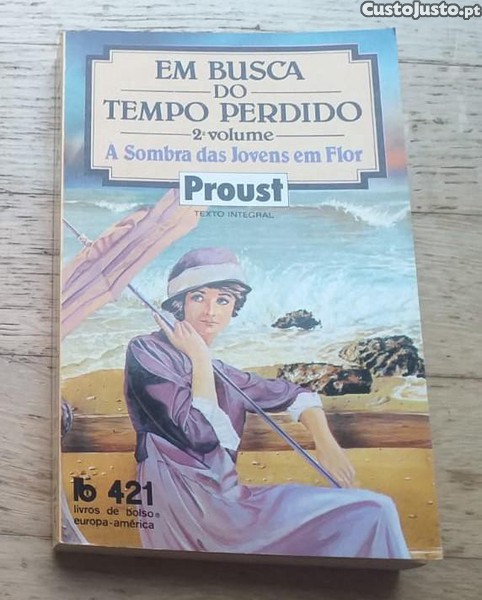 CustoJusto.pt
EM BUSCA
DO
TEMPO PERDIDO
2º volume
A Sombra das Jovens em Flor
Proust
TEXTO INTEGRAL
lb 421
livros de bolso
europa-américa